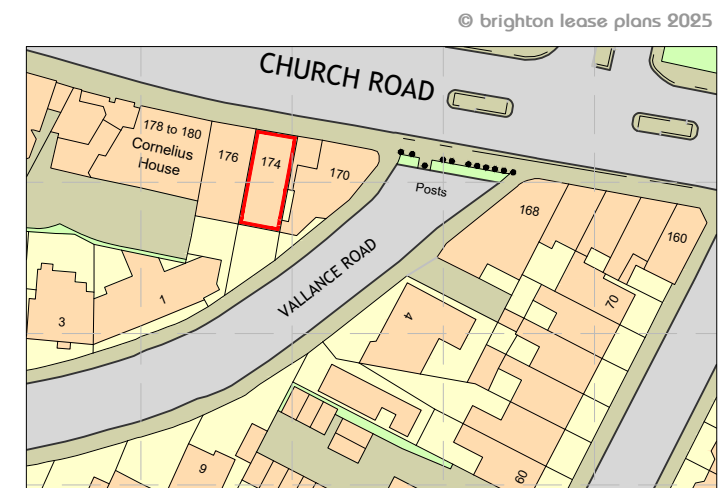 © brighton lease plans 2025
CHURCH ROAD
178 to 180
Cornelius
House
176
174
170
Posts
168
160
VALLANCE ROAD
1
3
4
70
9
60